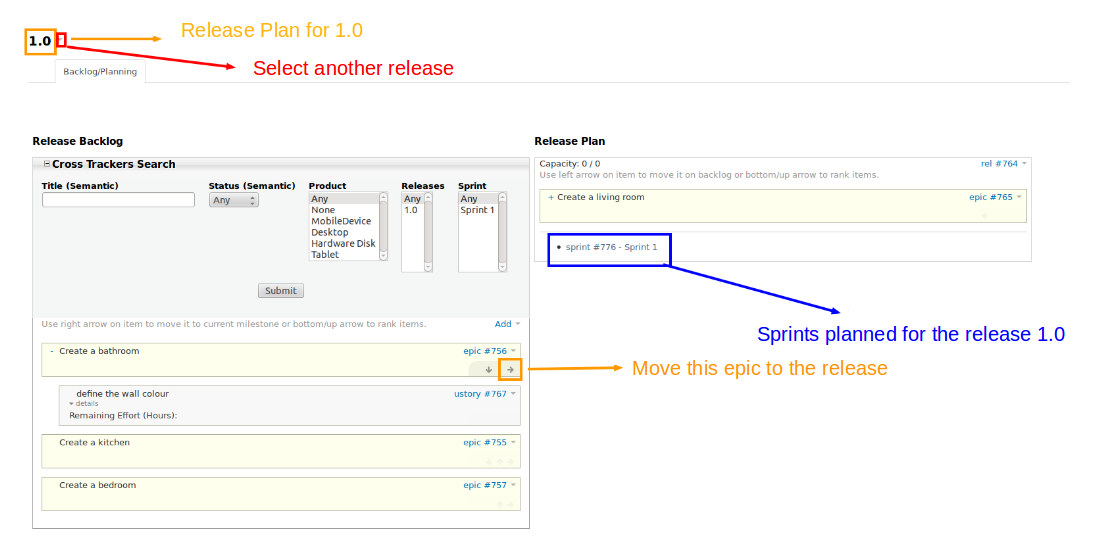 Release Plan for 1.0
1.0
Select another release
Backlog/Planning
Release Backlog
Cross Trackers Search
Title (Semantic) Status (Semantic) Product Releases Sprint
Any Any Any Any
None 1.0 Sprint 1
MobileDevice
Desktop
Hardware Disk
Tablet
Submit
Use right arrow on item to move it to current milestone or bottom/up arrow to rank items. Add
- Create a bathroom epic #756
define the wall colour ustory #767
details
Remaining Effort (Hours):
Create a kitchen epic #755
Create a bedroom epic #757
Release Plan
Capacity: 0 / 0 rel #764
Use left arrow on item to move it on backlog or bottom/up arrow to rank items.
+ Create a living room epic #765
• sprint #776 - Sprint 1
Sprints planned for the release 1.0
Move this epic to the release